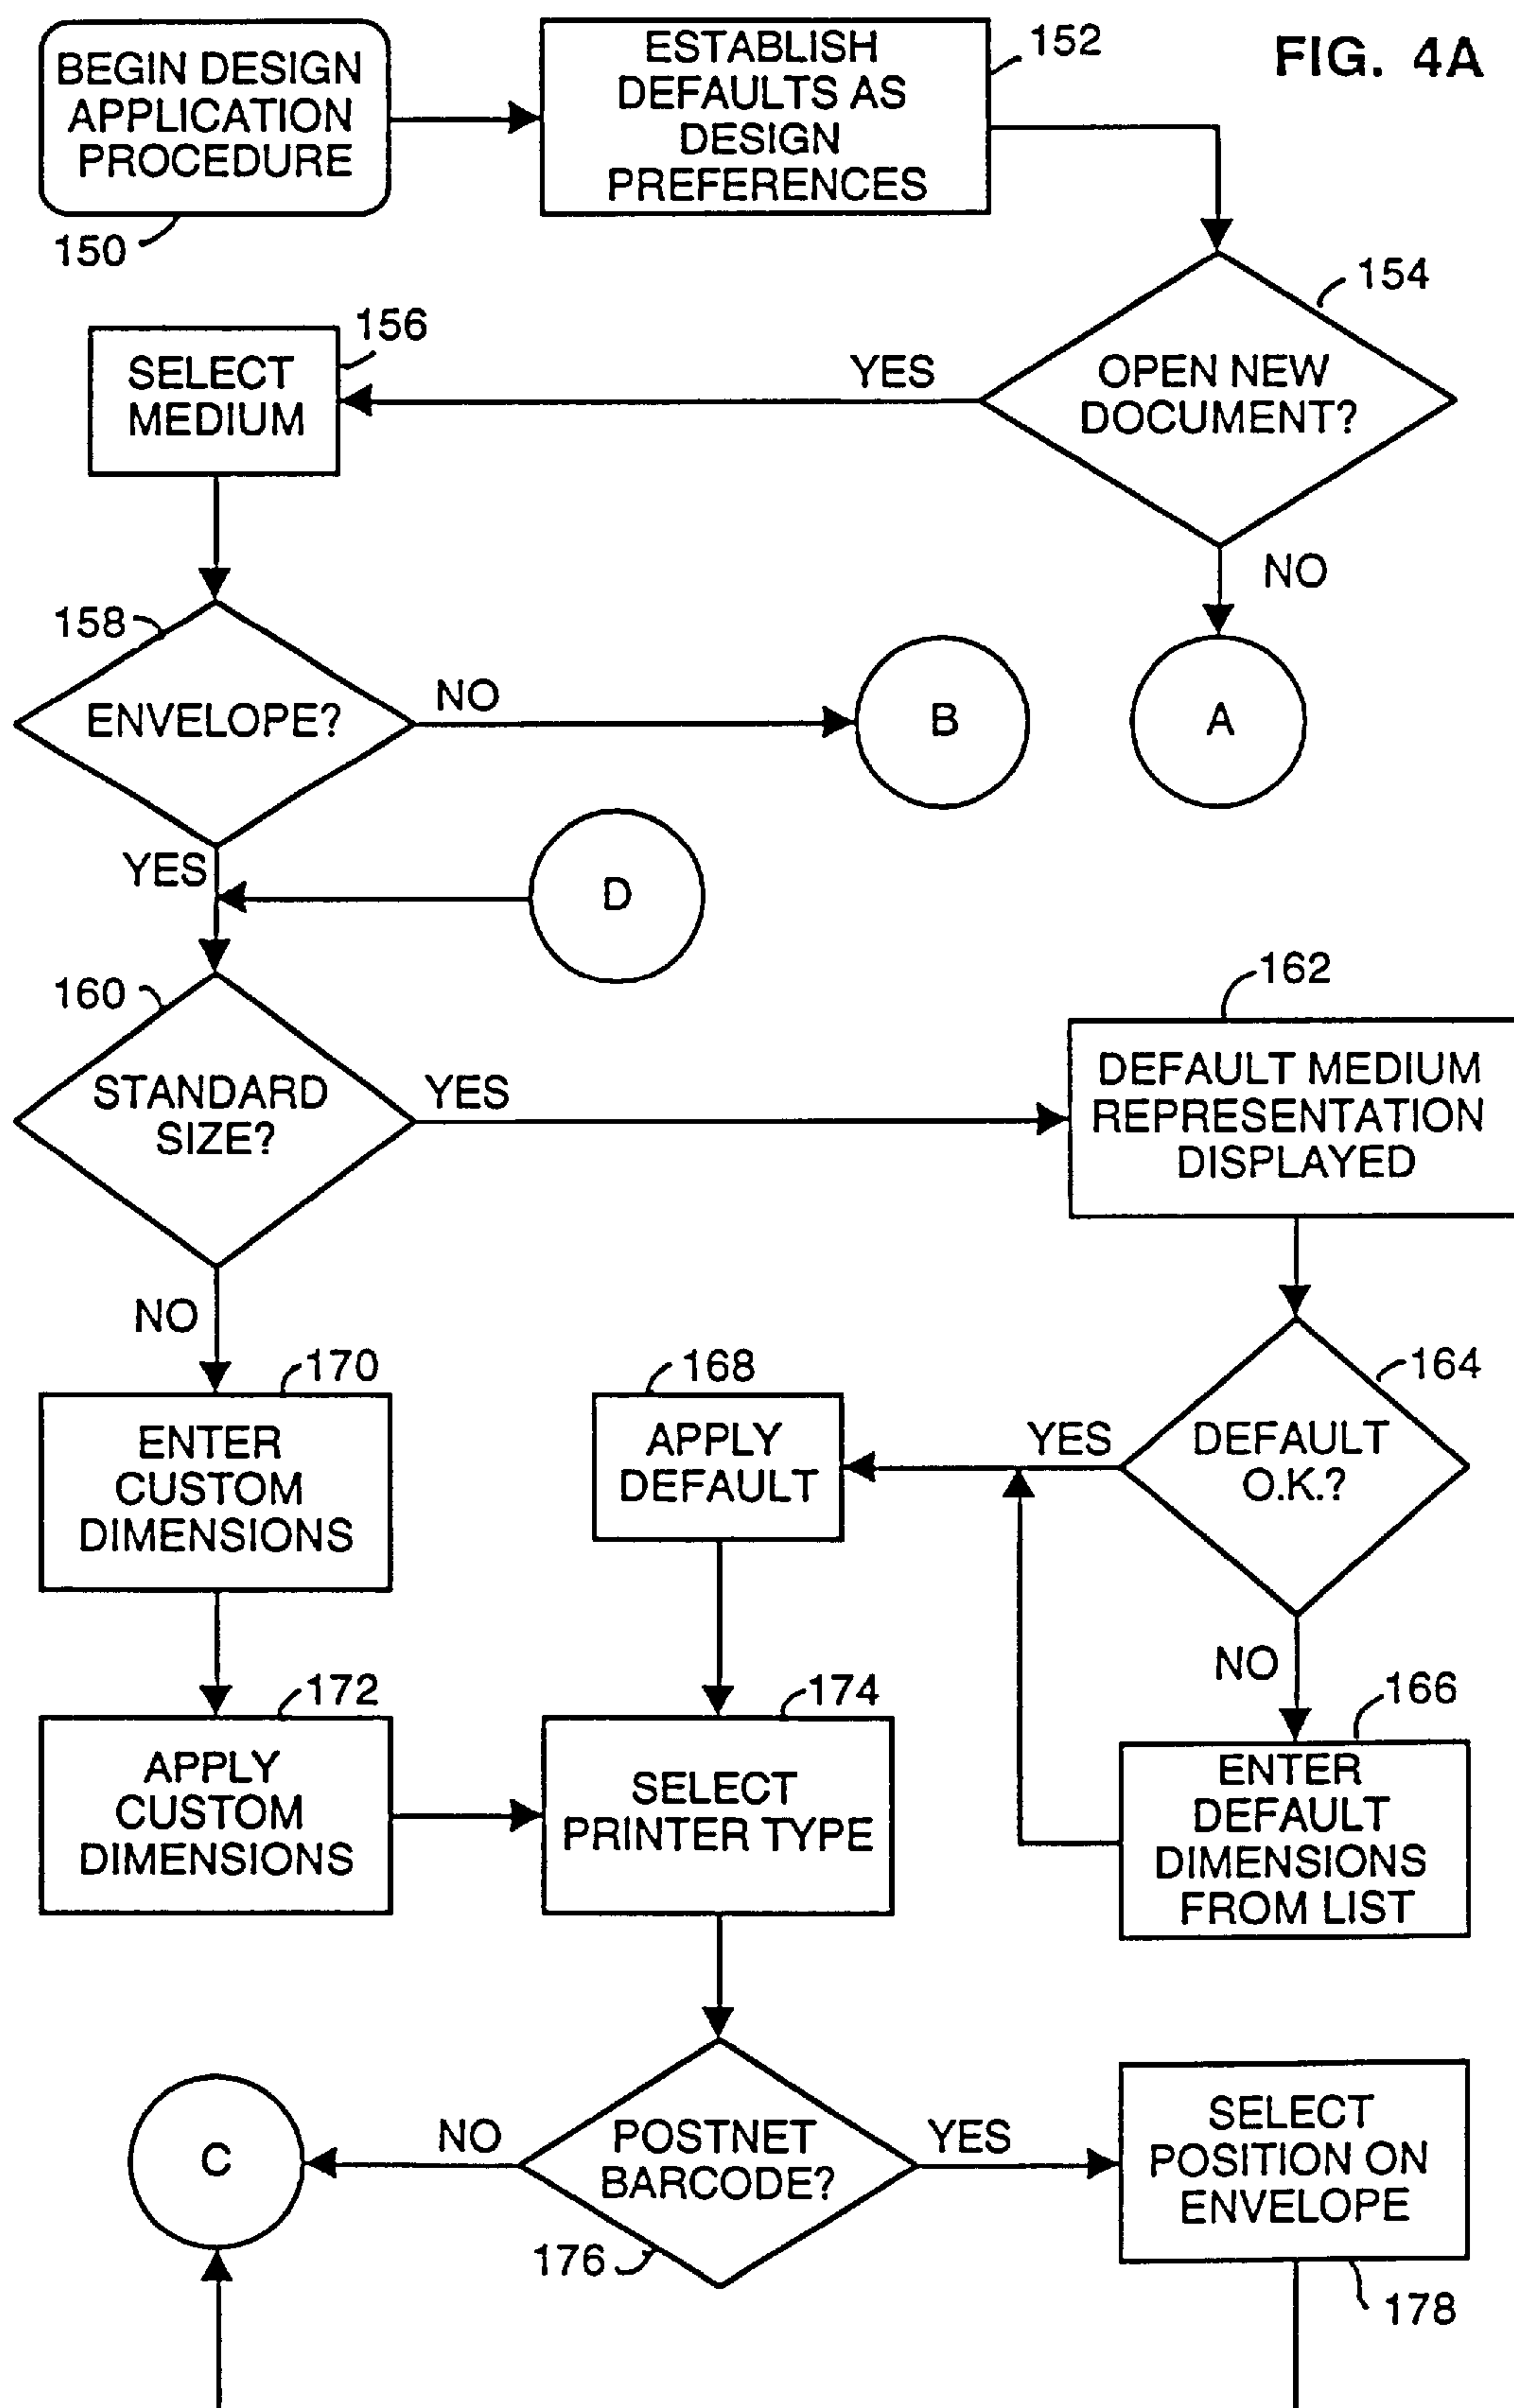 FIG. 4A
BEGIN DESIGN
APPLICATION
PROCEDURE
150
ESTABLISH
DEFAULTS AS
DESIGN
PREFERENCES
152
OPEN NEW
DOCUMENT?
154
YES
NO
SELECT
MEDIUM
156
ENVELOPE?
158
NO
B
A
YES
D
STANDARD
SIZE?
160
YES
DEFAULT MEDIUM
REPRESENTATION
DISPLAYED
162
NO
DEFAULT
O.K.?
164
YES
APPLY
DEFAULT
168
ENTER
CUSTOM
DIMENSIONS
170
NO
ENTER
DEFAULT
DIMENSIONS
FROM LIST
166
APPLY
CUSTOM
DIMENSIONS
172
SELECT
PRINTER TYPE
174
POSTNET
BARCODE?
176
NO
C
YES
SELECT
POSITION ON
ENVELOPE
178